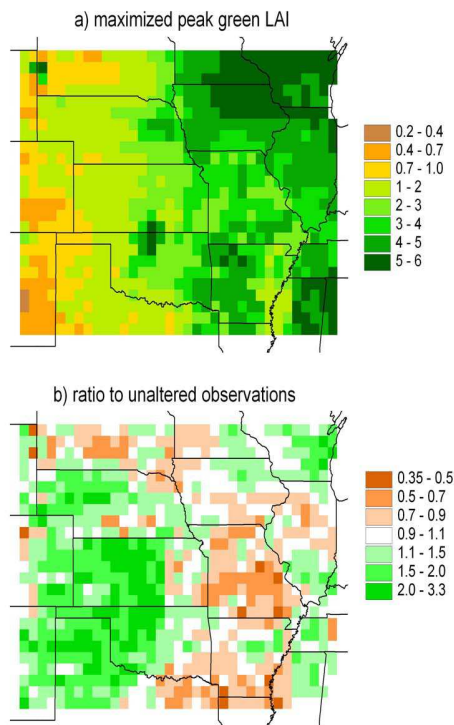 a) maximized peak green LAI
0.2 - 0.4
0.4 - 0.7
0.7 - 1.0
1 - 2
2 - 3
3 - 4
4 - 5
5 - 6
b) ratio to unaltered observations
0.35 - 0.5
0.5 - 0.7
0.7 - 0.9
0.9 - 1.1
1.1 - 1.5
1.5 - 2.0
2.0 - 3.3